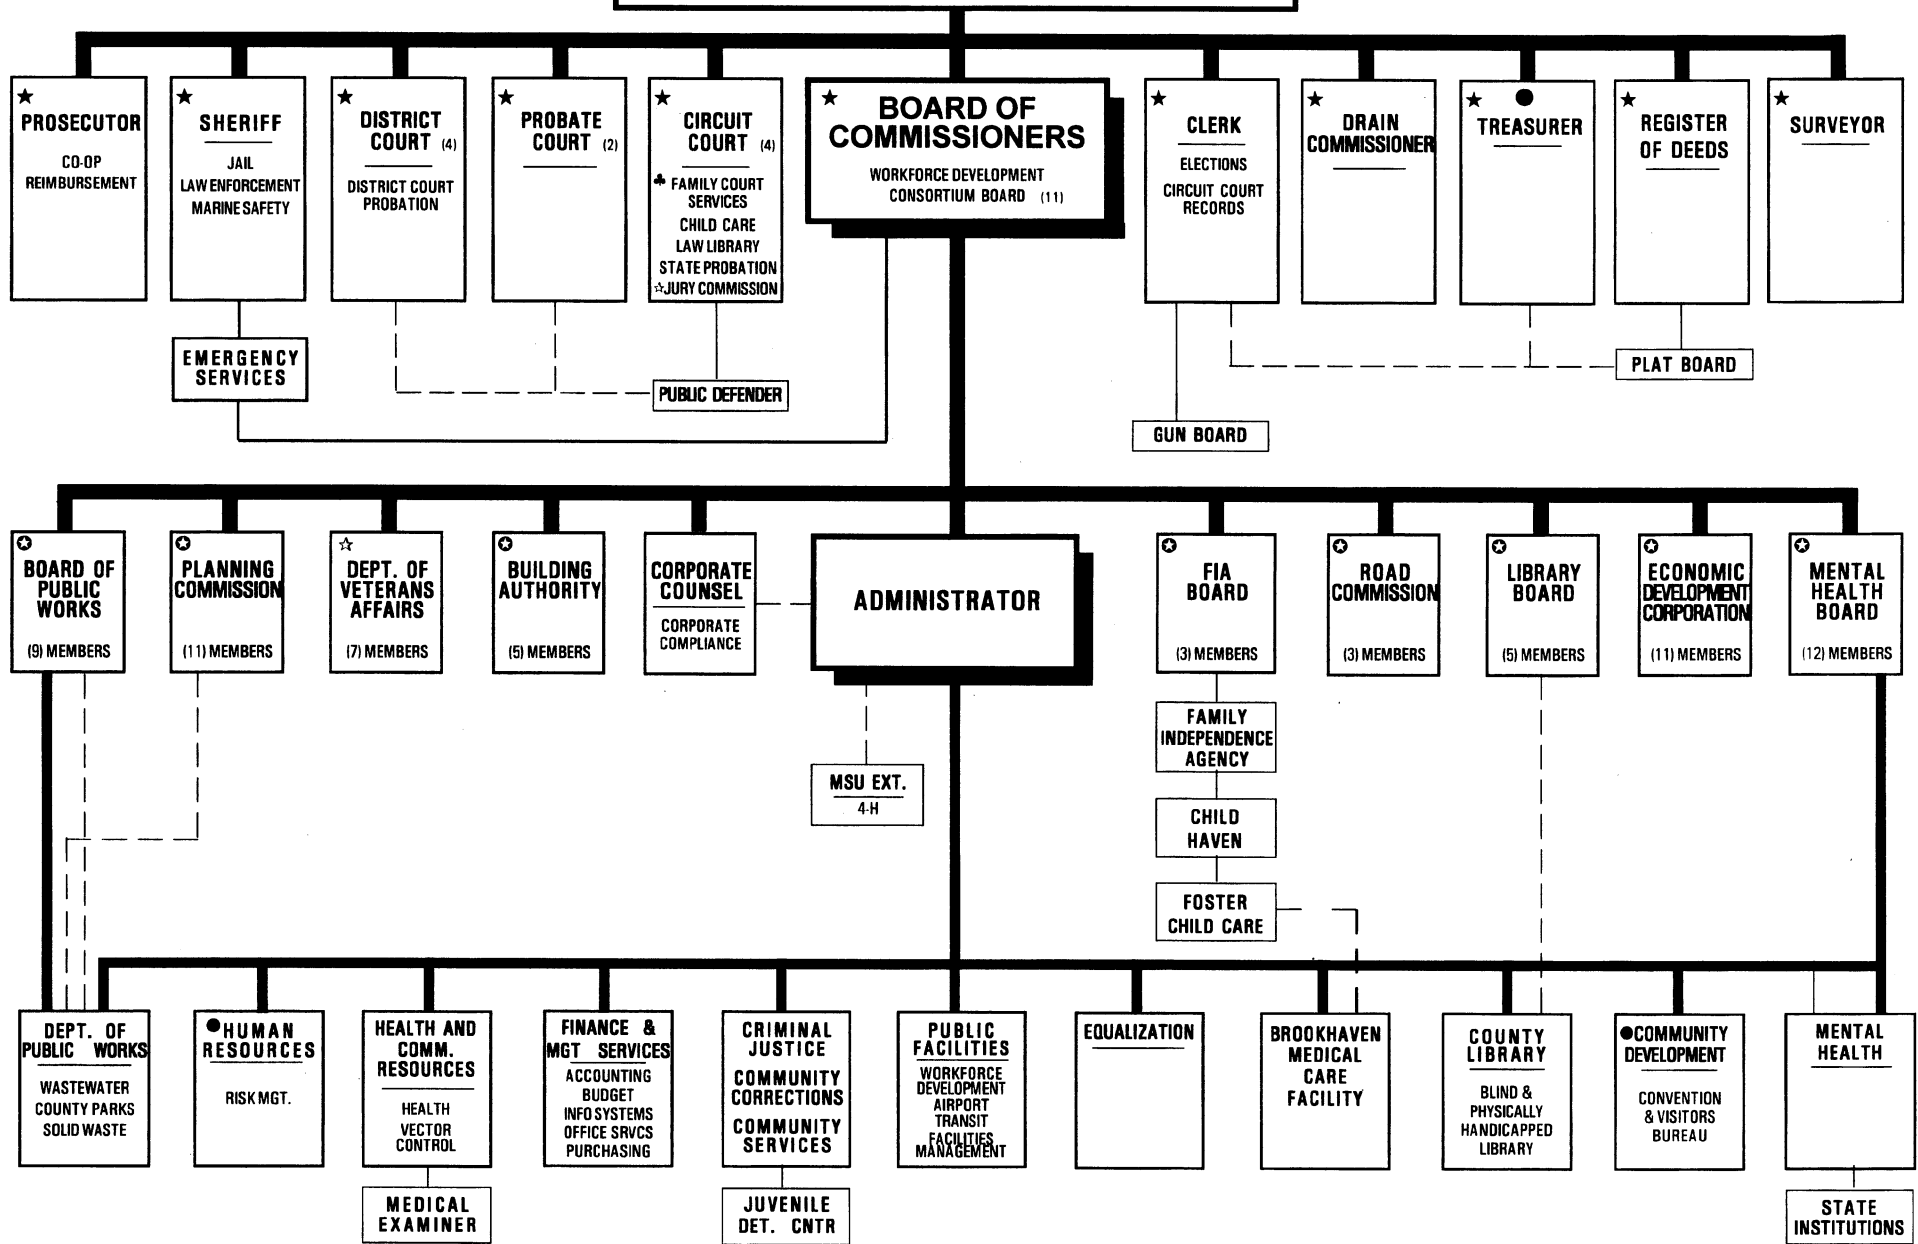 PROSECUTOR
CO-OP
REIMBURSEMENT
SHERIFF
JAIL
LAW ENFORCEMENT
MARINE SAFETY
DISTRICT
COURT (4)
DISTRICT COURT
PROBATION
PROBATE
COURT (2)
CIRCUIT
COURT (4)
FAMILY COURT
SERVICES
CHILD CARE
LAW LIBRARY
STATE PROBATION
JURY COMMISSION
BOARD OF
COMMISSIONERS
WORKFORCE DEVELOPMENT
CONSORTIUM BOARD (11)
CLERK
ELECTIONS
CIRCUIT COURT
RECORDS
DRAIN
COMMISSIONER
TREASURER
REGISTER
OF DEEDS
SURVEYOR
EMERGENCY
SERVICES
PUBLIC DEFENDER
PLAT BOARD
GUN BOARD
BOARD OF
PUBLIC
WORKS
(9) MEMBERS
PLANNING
COMMISSION
(11) MEMBERS
DEPT. OF
VETERANS
AFFAIRS
(7) MEMBERS
BUILDING
AUTHORITY
(5) MEMBERS
CORPORATE
COUNSEL
CORPORATE
COMPLIANCE
ADMINISTRATOR
FIA
BOARD
(3) MEMBERS
ROAD
COMMISSION
(3) MEMBERS
LIBRARY
BOARD
(5) MEMBERS
ECONOMIC
DEVELOPMENT
CORPORATION
(11) MEMBERS
MENTAL
HEALTH
BOARD
(12) MEMBERS
MSU EXT.
4-H
FAMILY
INDEPENDENCE
AGENCY
CHILD
HAVEN
FOSTER
CHILD CARE
DEPT. OF
PUBLIC WORKS
WASTEWATER
COUNTY PARKS
SOLID WASTE
HUMAN
RESOURCES
RISK MGT.
HEALTH AND
COMM.
RESOURCES
HEALTH
VECTOR
CONTROL
FINANCE &
MGT SERVICES
ACCOUNTING
BUDGET
INFO SYSTEMS
OFFICE SRVCS
PURCHASING
CRIMINAL
JUSTICE
COMMUNITY
CORRECTIONS
COMMUNITY
SERVICES
PUBLIC
FACILITIES
WORKFORCE
DEVELOPMENT
AIRPORT
TRANSIT
FACILITIES
MANAGEMENT
EQUALIZATION
BROOKHAVEN
MEDICAL
CARE
FACILITY
COUNTY
LIBRARY
BLIND &
PHYSICALLY
HANDICAPPED
LIBRARY
COMMUNITY
DEVELOPMENT
CONVENTION
& VISITORS
BUREAU
MENTAL
HEALTH
MEDICAL
EXAMINER
JUVENILE
DET. CNTR
STATE
INSTITUTIONS